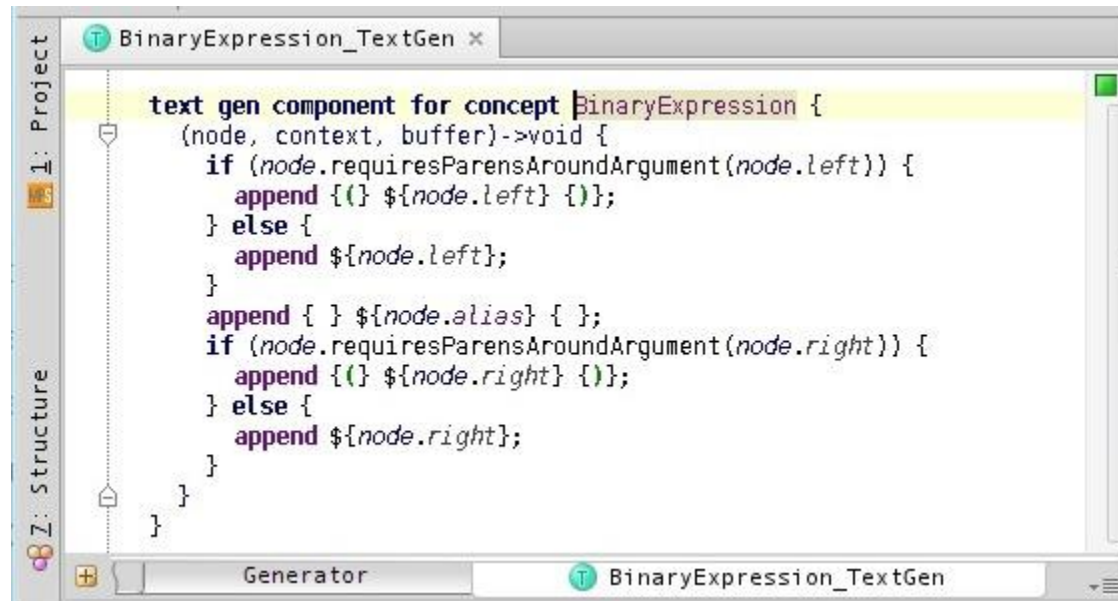 BinaryExpression_TextGen ×
1: Project
MPS
7: Structure
text gen component for concept BinaryExpression {
(node, context, buffer)->void {
if (node.requiresParensAroundArgument(node.left)) {
append {(} ${node.left} {)};
} else {
append ${node.left};
}
append { } ${node.alias} { };
if (node.requiresParensAroundArgument(node.right)) {
append {(} ${node.right} {)};
} else {
append ${node.right};
}
}
}
Generator
BinaryExpression_TextGen